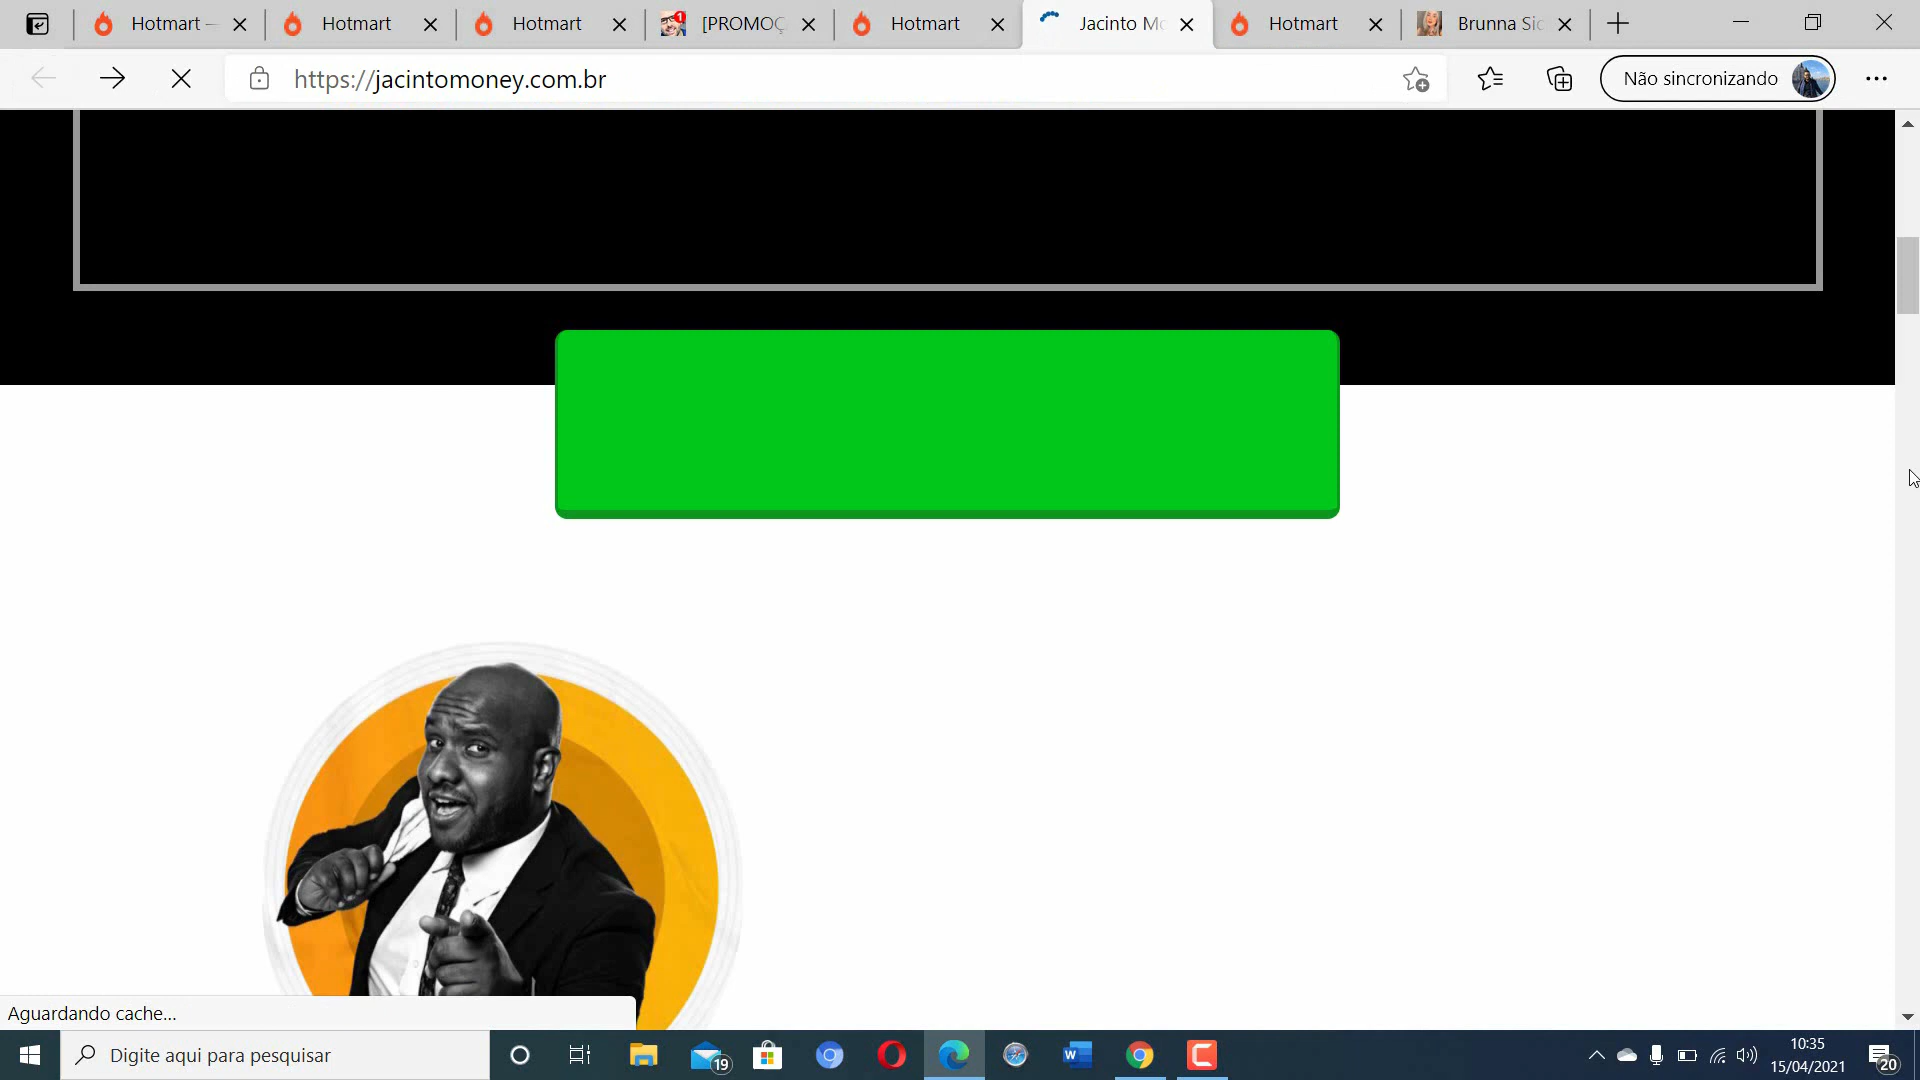 Hotmart —
Hotmart
Hotmart
[PROMOÇ
Hotmart
Jacinto Mo
Hotmart
Brunna Sic
https://jacintomoney.com.br
Não sincronizando
Aguardando cache...
Digite aqui para pesquisar
19
10:35
15/04/2021
20